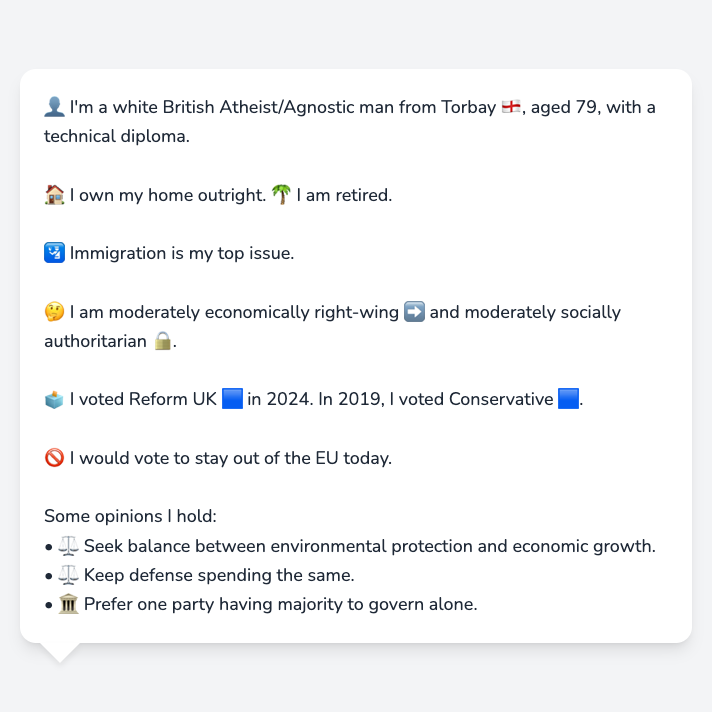 👤 I'm a white British Atheist/Agnostic man from Torbay 🏴󠁧󠁢󠁥󠁮󠁧󠁿, aged 79, with a
technical diploma.
🏠 I own my home outright. 🌴 I am retired.
🛂 Immigration is my top issue.
🤔 I am moderately economically right-wing ➡️ and moderately socially
authoritarian 🔒.
🗳️ I voted Reform UK 🟦 in 2024. In 2019, I voted Conservative 🟦.
🚫 I would vote to stay out of the EU today.
Some opinions I hold:
• ⚖️ Seek balance between environmental protection and economic growth.
• ⚖️ Keep defense spending the same.
• 🏛️ Prefer one party having majority to govern alone.